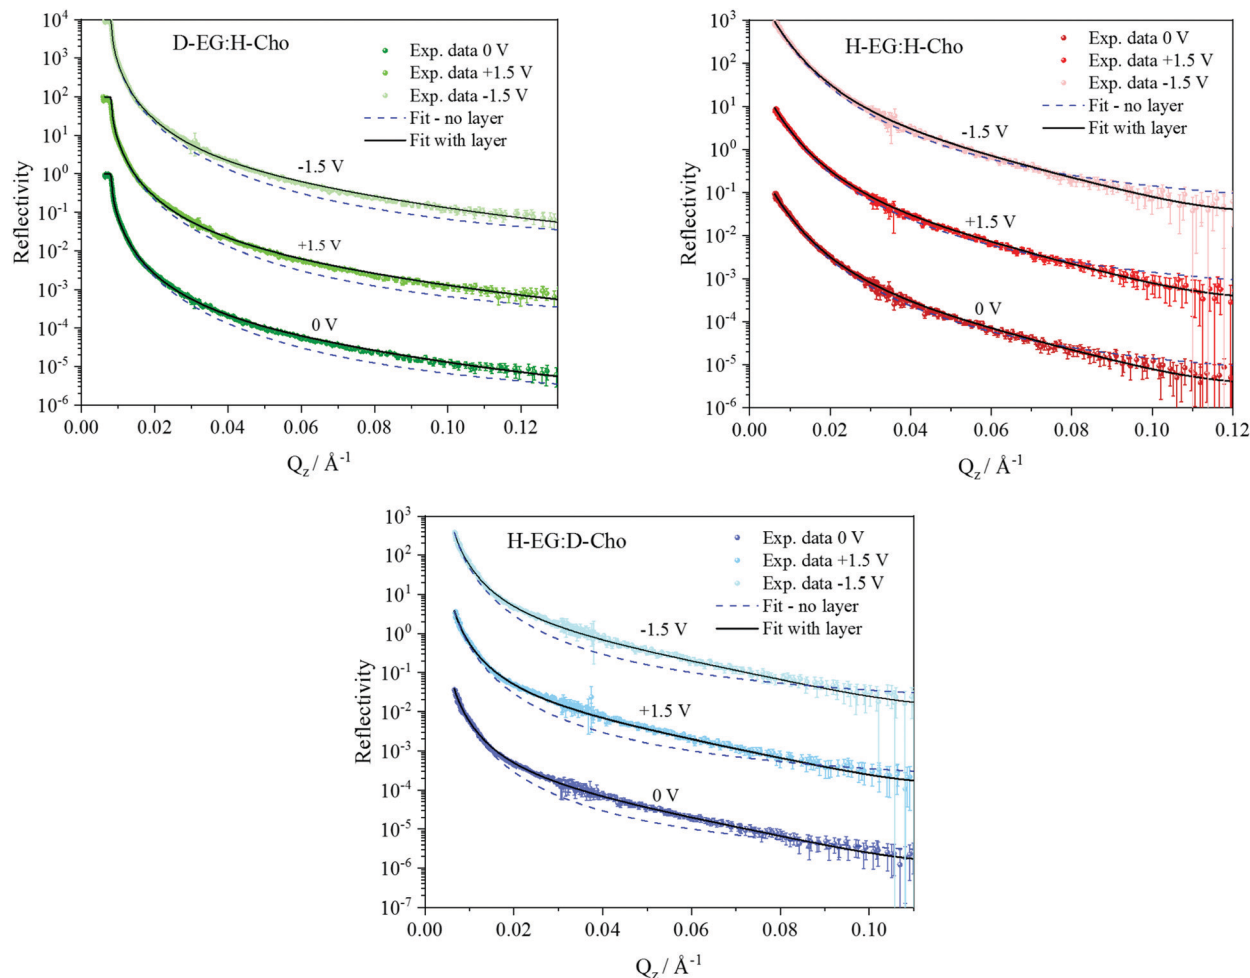 D-EG:H-Cho
Exp. data 0 V
Exp. data +1.5 V
Exp. data -1.5 V
Fit - no layer
Fit with layer
-1.5 V
+1.5 V
0 V
Reflectivity
10^4
10^3
10^2
10^1
10^0
10^-1
10^-2
10^-3
10^-4
10^-5
10^-6
0.00 0.02 0.04 0.06 0.08 0.10 0.12
Q_z / Å^-1
H-EG:H-Cho
Exp. data 0 V
Exp. data +1.5 V
Exp. data -1.5 V
Fit - no layer
Fit with layer
-1.5 V
+1.5 V
0 V
Reflectivity
10^3
10^2
10^1
10^0
10^-1
10^-2
10^-3
10^-4
10^-5
10^-6
0.00 0.02 0.04 0.06 0.08 0.10 0.12
Q_z / Å^-1
H-EG:D-Cho
Exp. data 0 V
Exp. data +1.5 V
Exp. data -1.5 V
Fit - no layer
Fit with layer
-1.5 V
+1.5 V
0 V
Reflectivity
10^3
10^2
10^1
10^0
10^-1
10^-2
10^-3
10^-4
10^-5
10^-6
10^-7
0.00 0.02 0.04 0.06 0.08 0.10
Q_z / Å^-1